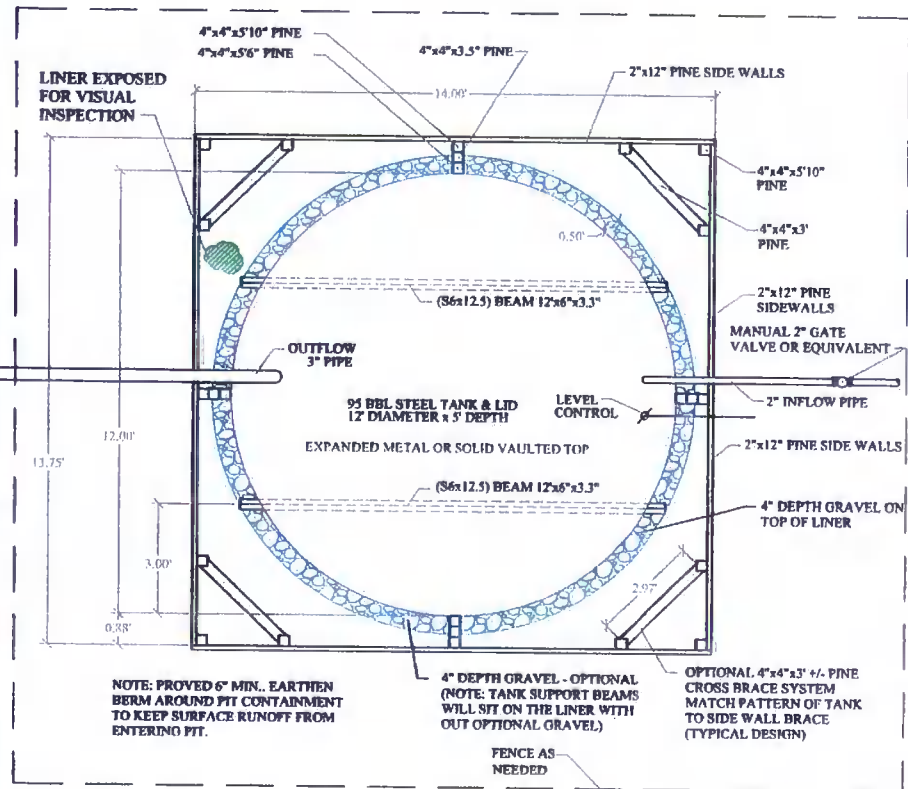 4"x4"x5'10" PINE
4"x4"x5'6" PINE
4"x4"x3.5" PINE
2"x12" PINE SIDE WALLS
LINER EXPOSED
FOR VISUAL
INSPECTION
14.00'
4"x4"x5'10"
PINE
4"x4"x3'
PINE
0.50'
(S6x12.5) BEAM 12'x6"x3.3"
2"x12" PINE
SIDEWALLS
MANUAL 2" GATE
VALVE OR EQUIVALENT
OUTFLOW
3" PIPE
95 BBL STEEL TANK & LID
12' DIAMETER x 5' DEPTH
LEVEL
CONTROL
2" INFLOW PIPE
EXPANDED METAL OR SOLID VAULTED TOP
2"x12" PINE SIDE WALLS
12.00'
13.75'
(S6x12.5) BEAM 12'x6"x3.3"
4" DEPTH GRAVEL ON
TOP OF LINER
3.00'
2.97'
0.88'
NOTE: PROVED 6" MIN.. EARTHEN
BERM AROUND PIT CONTAINMENT
TO KEEP SURFACE RUNOFF FROM
ENTERING PIT.
4" DEPTH GRAVEL - OPTIONAL
(NOTE: TANK SUPPORT BEAMS
WILL SIT ON THE LINER WITH
OUT OPTIONAL GRAVEL)
OPTIONAL 4"x4"x3' +/- PINE
CROSS BRACE SYSTEM
MATCH PATTERN OF TANK
TO SIDE WALL BRACE
(TYPICAL DESIGN)
FENCE AS
NEEDED